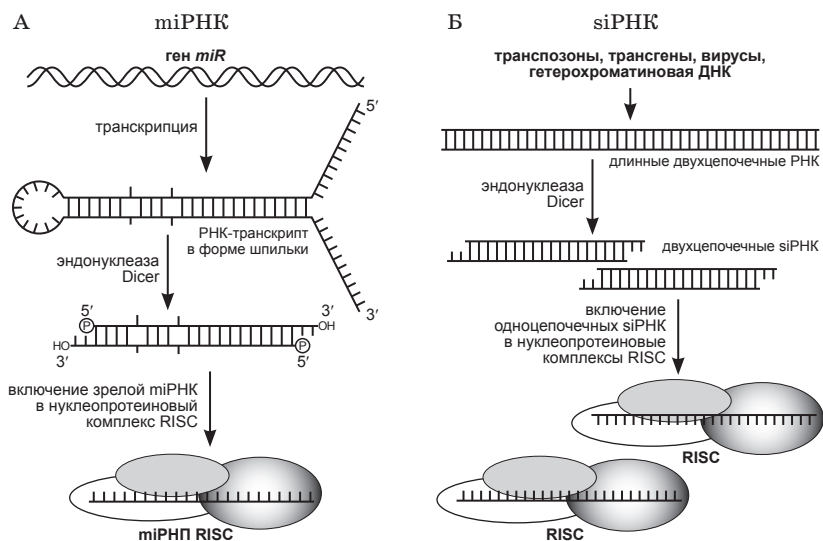 А
miРНК
ген miR
транскрипция
5′
РНК-транскрипт
в форме шпильки
эндонуклеаза
Dicer
3′
5′
P
3′
OH
HO
3′
P
5′
включение зрелой miРНК
в нуклеопротеиновый
комплекс RISC
miРНП RISC
Б
siРНК
транспозоны, трансгены, вирусы,
гетерохроматиновая ДНК
длинные двухцепочечные РНК
эндонуклеаза
Dicer
двухцепочечные siРНК
включение
одноцепочечных siРНК
в нуклеопротеиновые
комплексы RISC
RISC
RISC